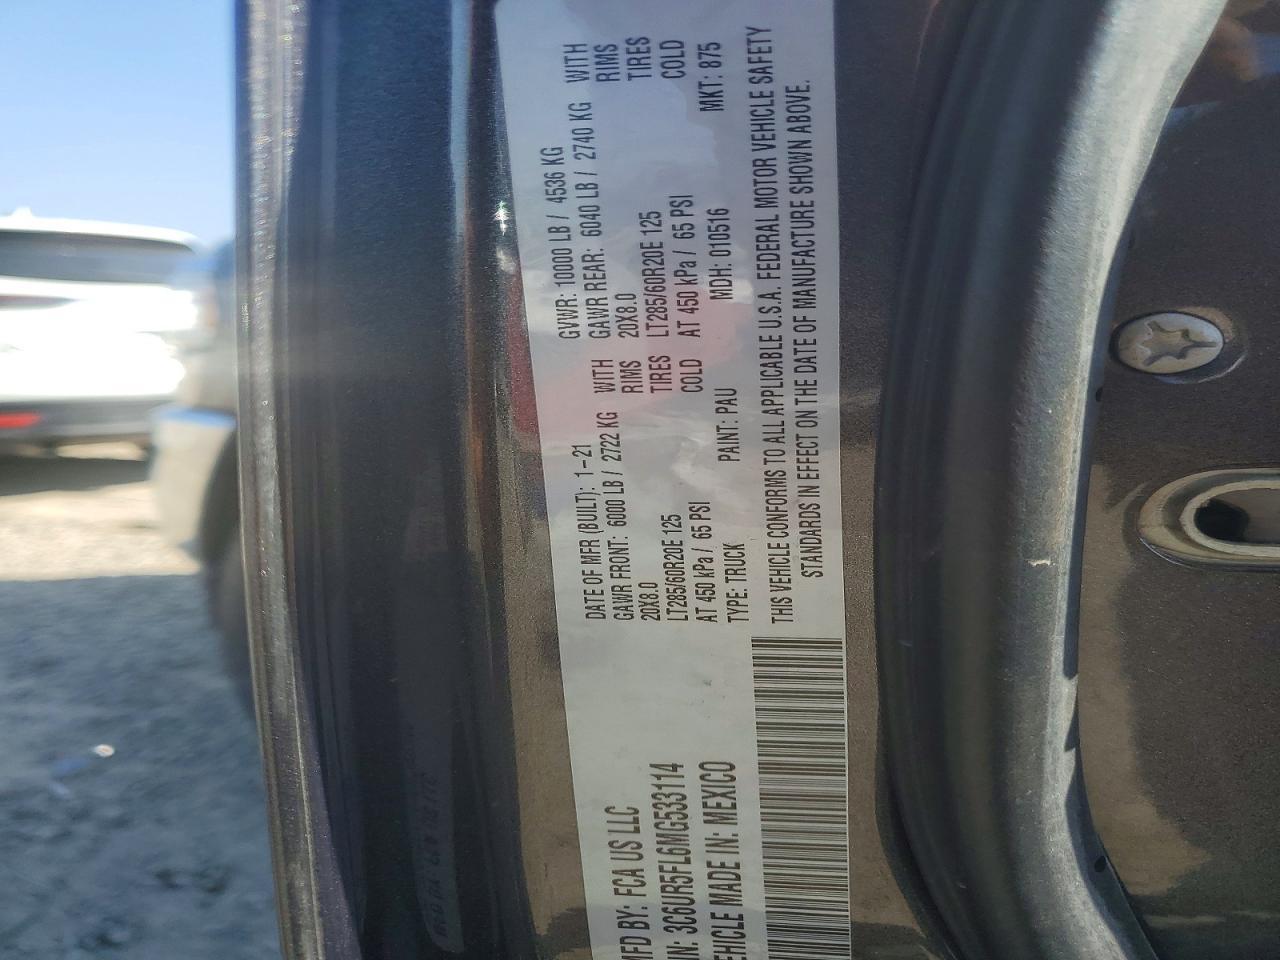 MFD BY: FCA US LLC
IN: 3C6UR5FL6MG533114
EHICLE MADE IN: MEXICO
DATE OF MFR (BUILT): 1-21 GVWR: 10000 LB / 4536 KG
GAWR FRONT: 6000 LB / 2722 KG WITH GAWR REAR: 6040 LB / 2740 KG WITH
20X8.0 RIMS 20X8.0 RIMS
LT285/60R20E 125 TIRES LT285/60R20E 125 TIRES
AT 450 kPa / 65 PSI COLD AT 450 kPa / 65 PSI COLD
TYPE: TRUCK PAINT: PAU MDH: 010516 MKT: 875
THIS VEHICLE CONFORMS TO ALL APPLICABLE U.S.A. FEDERAL MOTOR VEHICLE SAFETY
STANDARDS IN EFFECT ON THE DATE OF MANUFACTURE SHOWN ABOVE.